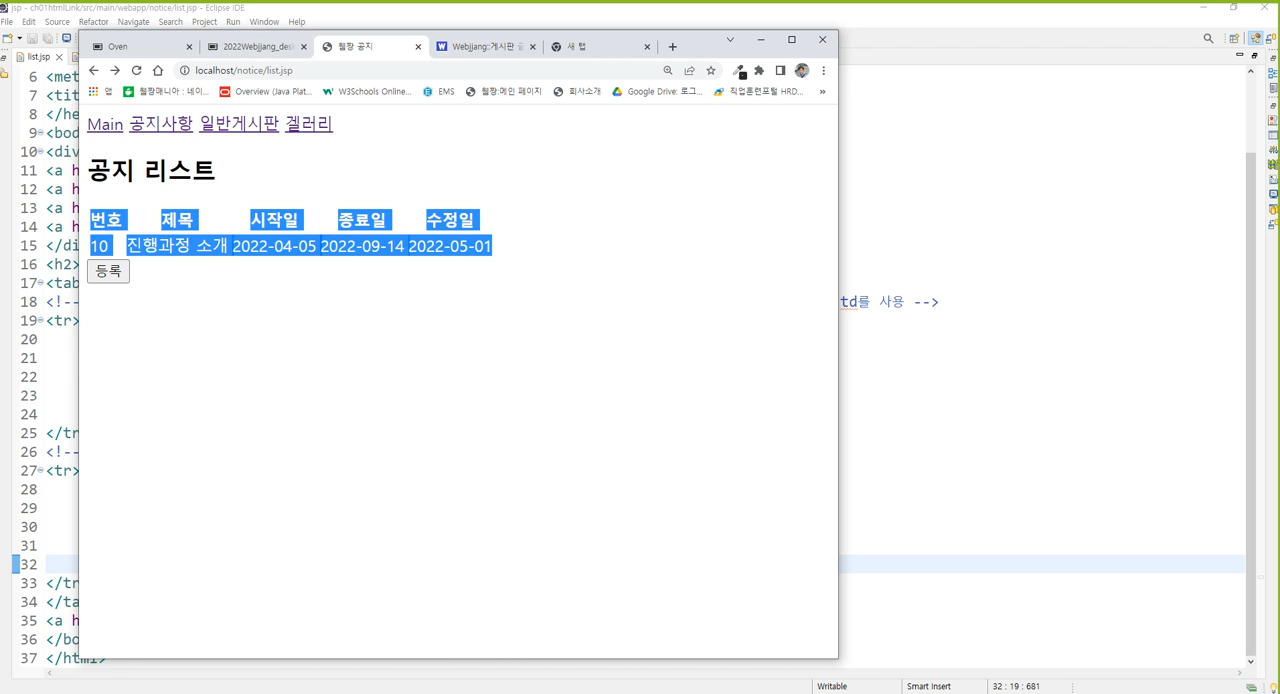 jsp - ch01htmlLink/src/main/webapp/notice/list.jsp - Eclipse IDE
File Edit Source Refactor Navigate Search Project Run Window Help
list.jsp
Oven
2022Webjjang_des
웹짱 공지
Webjjang::게시판 글
새 탭
localhost/notice/list.jsp
앱
웹짱매니아 : 네이...
Overview (Java Plat...
W3Schools Online...
EMS
웹짱:메인 페이지
회사소개
Google Drive: 로그...
직업훈련포털 HRD...
»
Main 공지사항 일반게시판 겔러리
공지 리스트
번호 제목 시작일 종료일 수정일
10 진행과정 소개 2022-04-05 2022-09-14 2022-05-01
등록
6 <met
7 <tit
8 </he
9 <bod
10 <div
11 <a h
12 <a h
13 <a h
14 <a h
15 </di
16 <h2>
17 <tab
18 <!-- td를 사용 -->
19 <tr>
20
21
22
23
24
25 </tr
26 <!--
27 <tr>
28
29
30
31
32
33 </tr
34 </ta
35 <a h
36 </bo
37 </html>
Writable Smart Insert 32 : 19 : 681